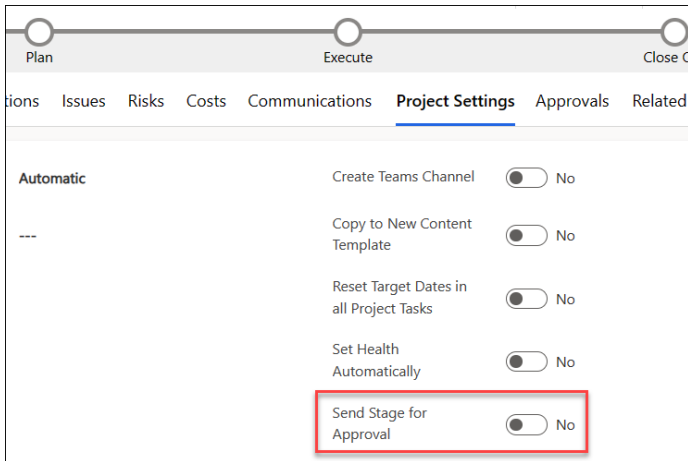 Plan
Execute
Close
tions Issues Risks Costs Communications Project Settings Approvals Related
Automatic
Create Teams Channel No
---
Copy to New Content
Template
No
Reset Target Dates in
all Project Tasks
No
Set Health
Automatically
No
Send Stage for
Approval
No